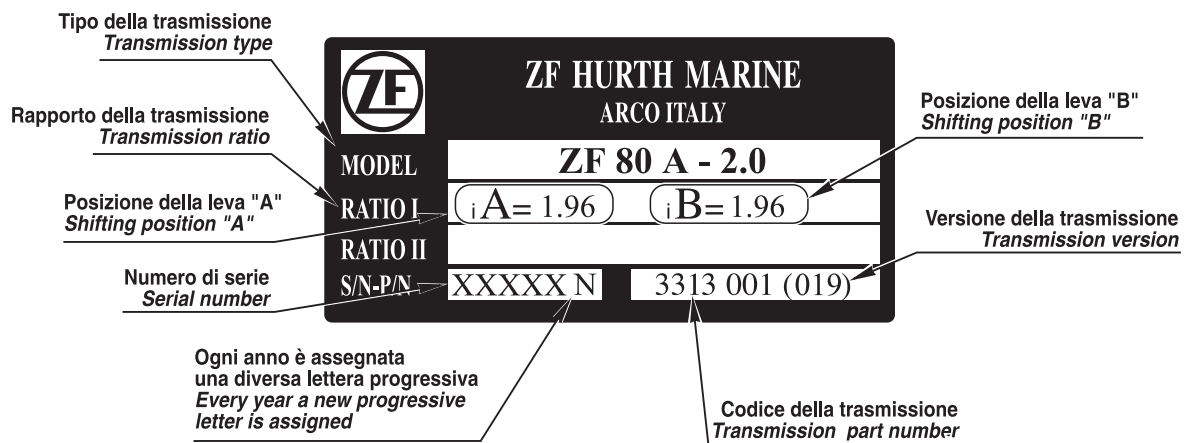 Tipo della trasmissione
Transmission type
Rapporto della trasmissione
Transmission ratio
Posizione della leva "A"
Shifting position "A"
Numero di serie
Serial number
ZF
ZF HURTH MARINE
ARCO ITALY
MODEL ZF 80 A - 2.0
RATIO I iA= 1.96 iB= 1.96
RATIO II
S/N-P/N XXXXX N 3313 001 (019)
Posizione della leva "B"
Shifting position "B"
Versione della trasmissione
Transmission version
Ogni anno è assegnata
una diversa lettera progressiva
Every year a new progressive
letter is assigned
Codice della trasmissione
Transmission part number